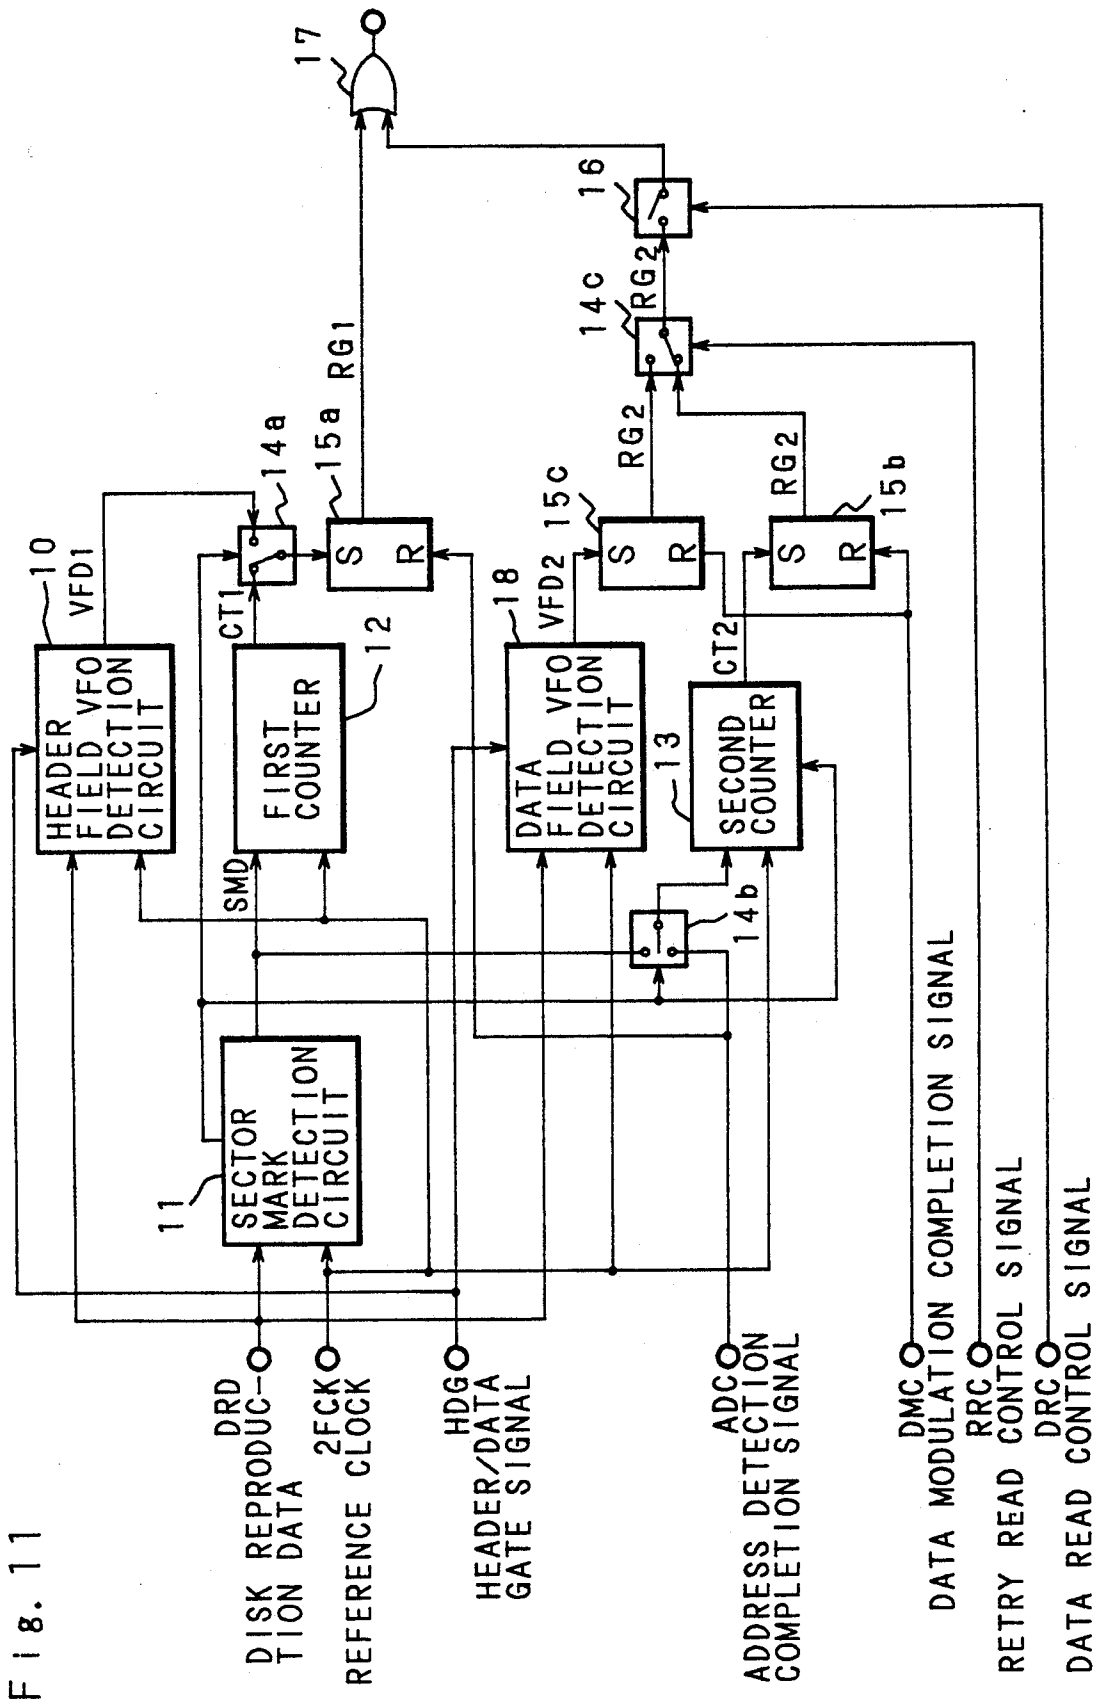 Fig. 11
DRD
DISK REPRODUC-
TION DATA
2FCK
REFERENCE CLOCK
HDG
HEADER/DATA
GATE SIGNAL
ADC
ADDRESS DETECTION
COMPLETION SIGNAL
DMC
DATA MODULATION COMPLETION SIGNAL
RRC
RETRY READ CONTROL SIGNAL
DRC
DATA READ CONTROL SIGNAL
11
SECTOR
MARK
DETECTION
CIRCUIT
SMD
10
HEADER
FIELD VFO
DETECTION
CIRCUIT
VFD1
FIRST
COUNTER
12
CT1
14a
15a
S
R
RG1
18
DATA
FIELD VFO
DETECTION
CIRCUIT
VFD2
15c
S
R
RG2
14b
13
SECOND
COUNTER
CT2
S
R
15b
RG2
14c
RG2
16
17